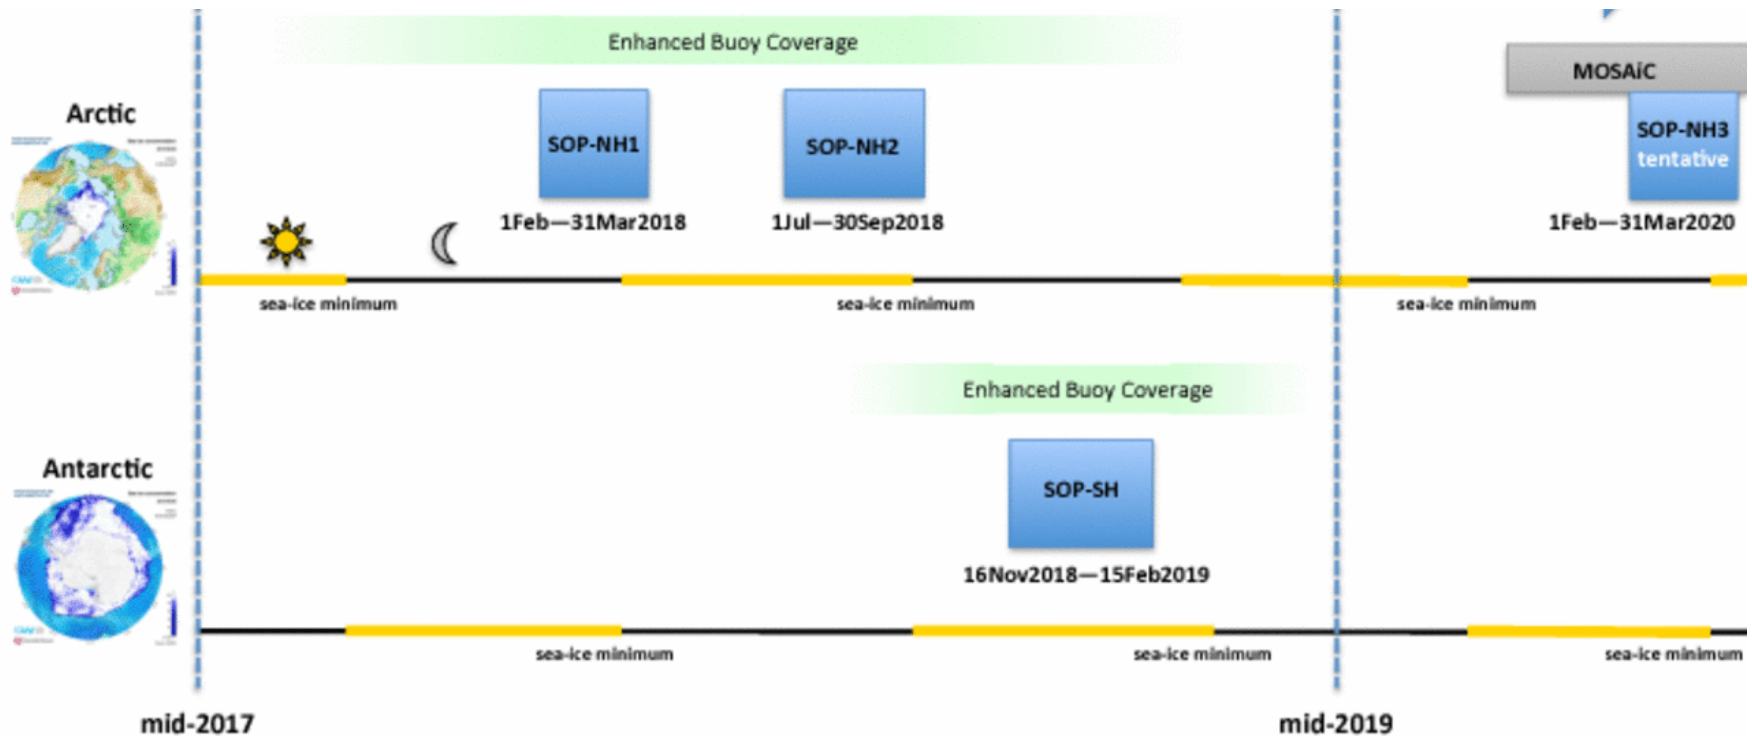 Enhanced Buoy Coverage
MOSAiC
Arctic
SOP-NH1
SOP-NH2
SOP-NH3
tentative
1Feb—31Mar2018
1Jul—30Sep2018
1Feb—31Mar2020
sea-ice minimum
sea-ice minimum
sea-ice minimum
Enhanced Buoy Coverage
Antarctic
SOP-SH
16Nov2018—15Feb2019
sea-ice minimum
sea-ice minimum
sea-ice minimum
mid-2017
mid-2019